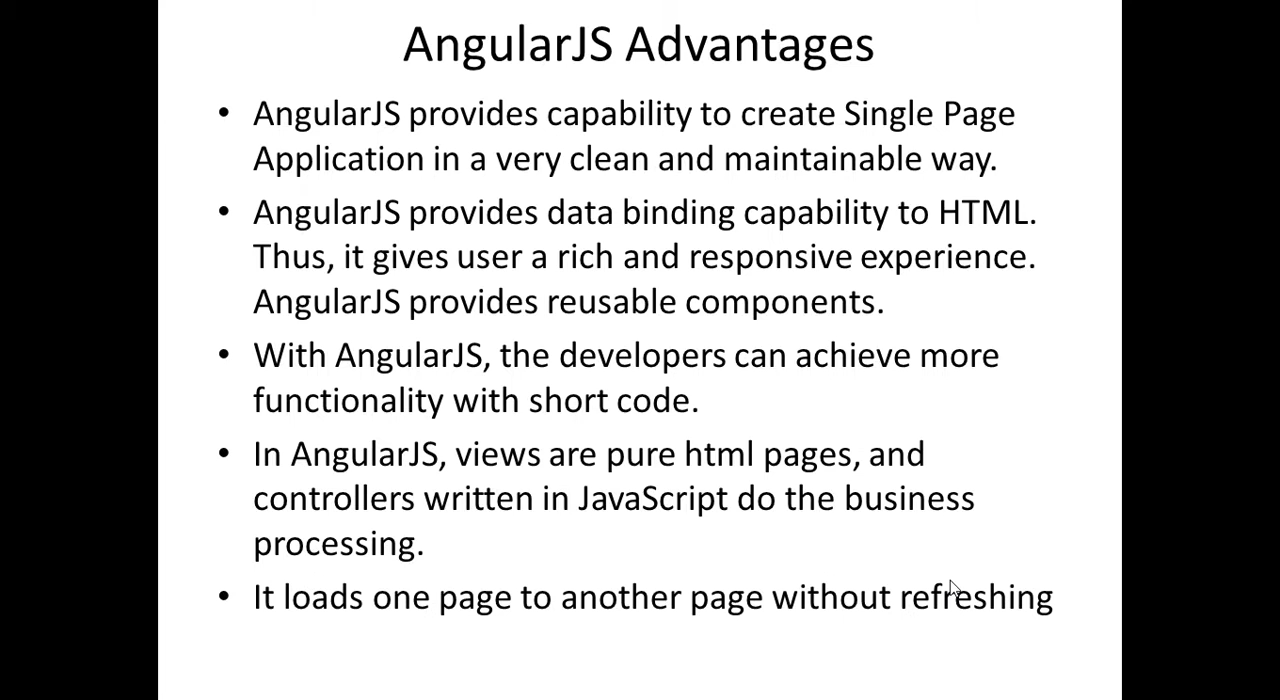 AngularJS Advantages
• AngularJS provides capability to create Single Page
Application in a very clean and maintainable way.
• AngularJS provides data binding capability to HTML.
Thus, it gives user a rich and responsive experience.
AngularJS provides reusable components.
• With AngularJS, the developers can achieve more
functionality with short code.
• In AngularJS, views are pure html pages, and
controllers written in JavaScript do the business
processing.
• It loads one page to another page without refreshing